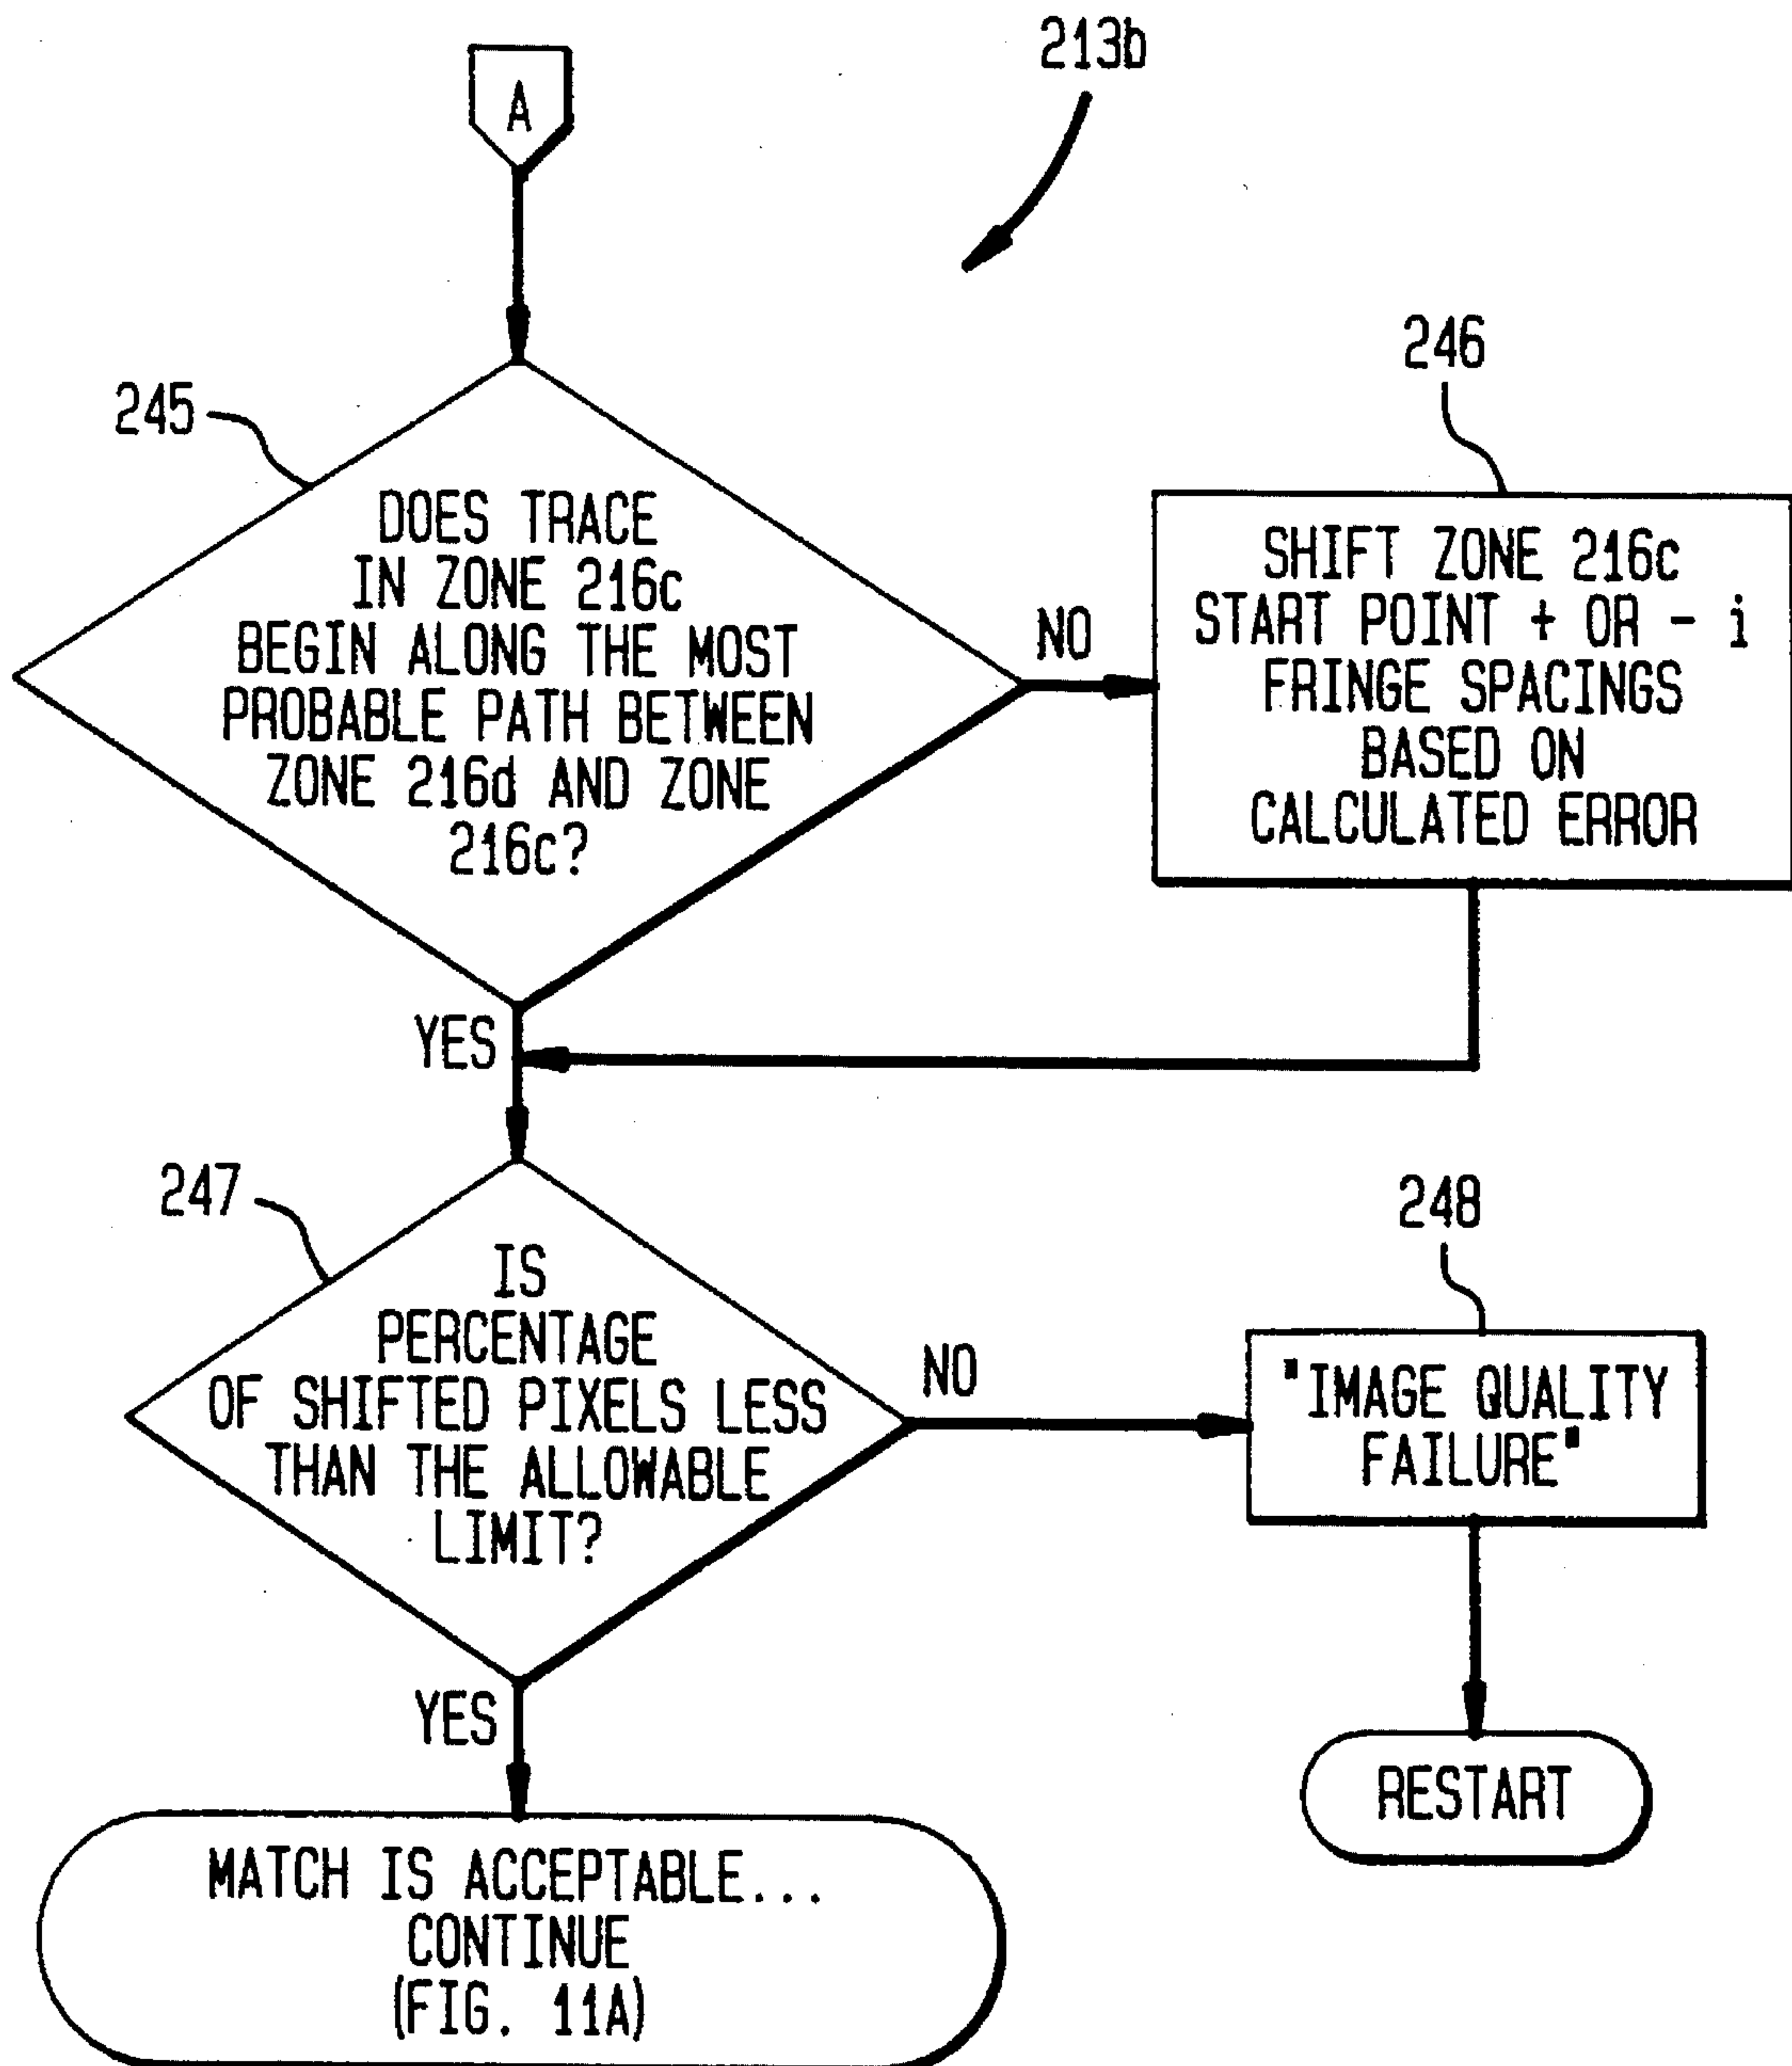 213b
A
245
DOES TRACE
IN ZONE 216c
BEGIN ALONG THE MOST
PROBABLE PATH BETWEEN
ZONE 216d AND ZONE
216c?
NO
246
SHIFT ZONE 216c
START POINT + OR - i
FRINGE SPACINGS
BASED ON
CALCULATED ERROR
YES
247
IS
PERCENTAGE
OF SHIFTED PIXELS LESS
THAN THE ALLOWABLE
LIMIT?
NO
248
"IMAGE QUALITY
FAILURE"
RESTART
YES
MATCH IS ACCEPTABLE...
CONTINUE
(FIG. 11A)